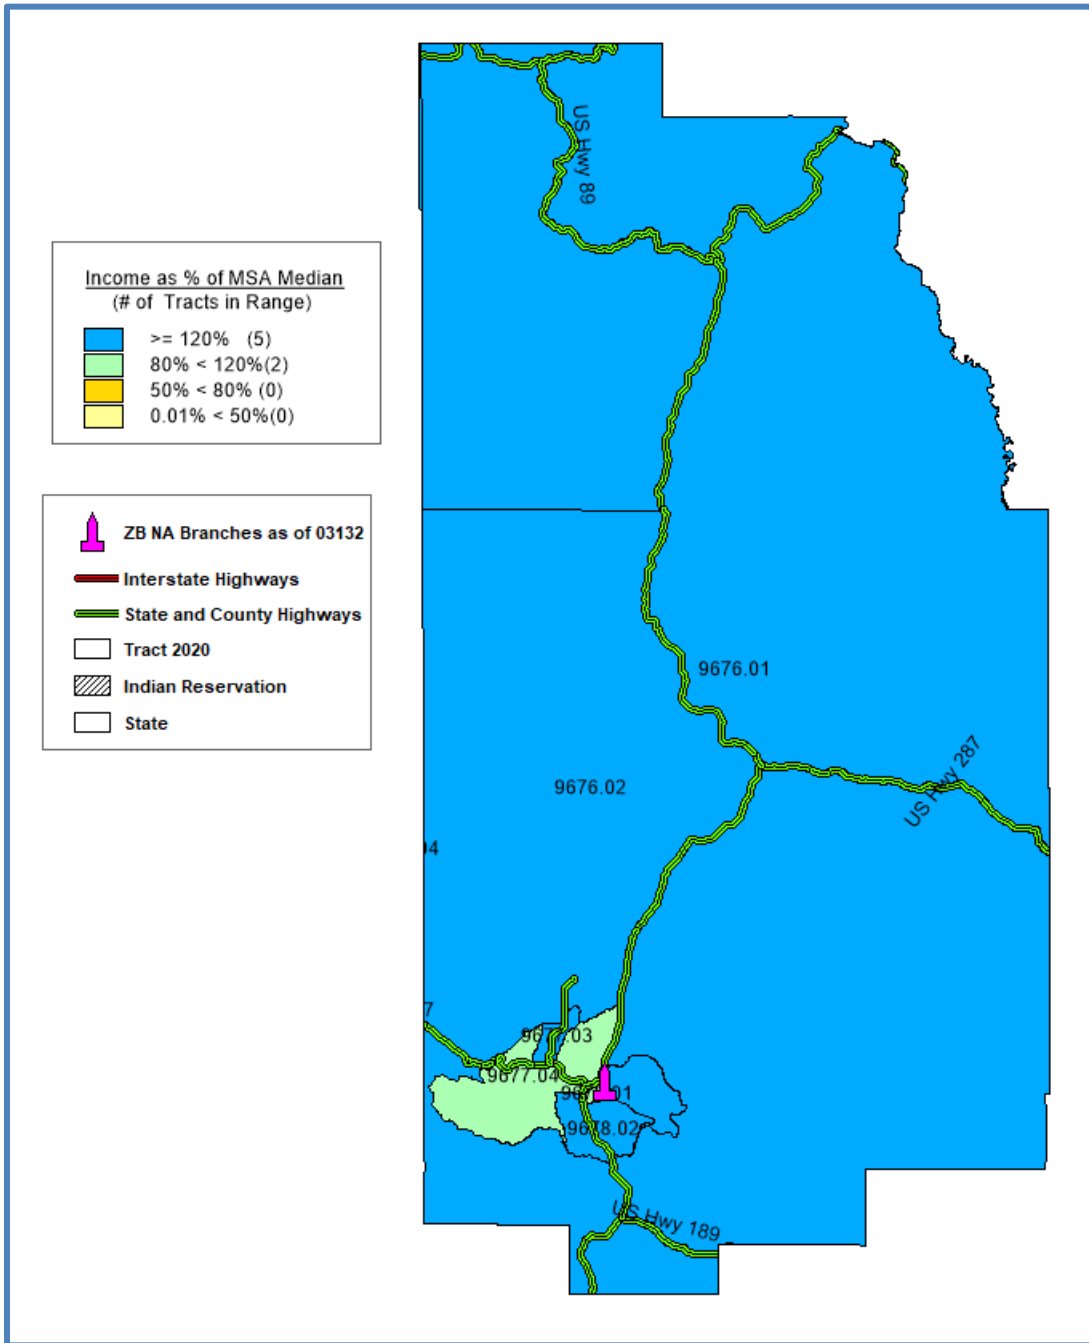 US Hwy 89
Income as % of MSA Median
(# of Tracts in Range)
>= 120% (5)
80% < 120%(2)
50% < 80% (0)
0.01% < 50%(0)
ZB NA Branches as of 03132
Interstate Highways
State and County Highways
Tract 2020
Indian Reservation
State
9676.01
US Hwy 287
9676.02
9677.04
9678.02
US Hwy 189